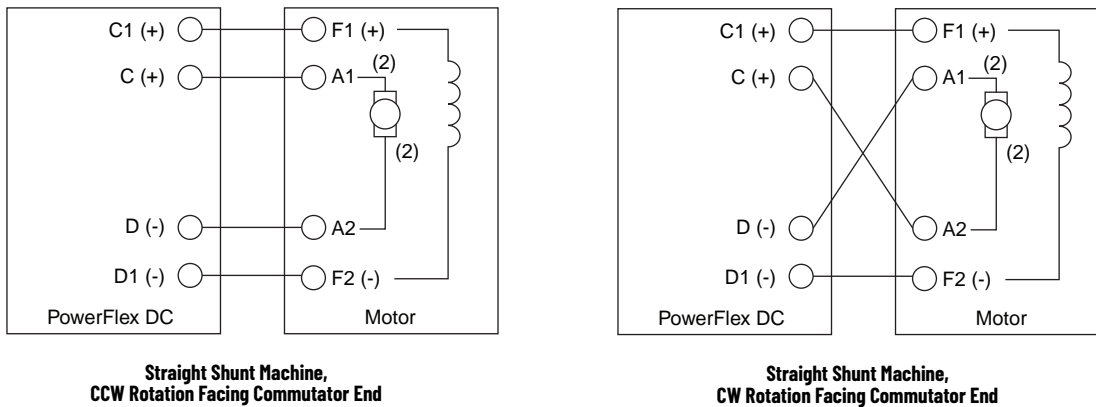 C1 (+) F1 (+)
C (+) A1 (2)
(2)
D (-) A2
D1 (-) F2 (-)
PowerFlex DC Motor
Straight Shunt Machine,
CCW Rotation Facing Commutator End
C1 (+) F1 (+)
C (+) A1 (2)
(2)
D (-) A2
D1 (-) F2 (-)
PowerFlex DC Motor
Straight Shunt Machine,
CW Rotation Facing Commutator End